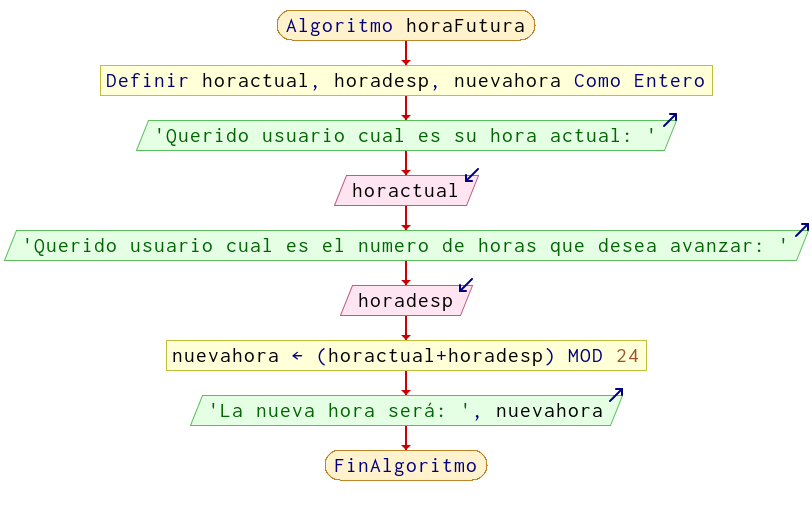 Algoritmo horaFutura
Definir horactual, horadesp, nuevahora Como Entero
'Querido usuario cual es su hora actual: '
horactual
'Querido usuario cual es el numero de horas que desea avanzar: '
horadesp
nuevahora ← (horactual+horadesp) MOD 24
'La nueva hora será: ', nuevahora
FinAlgoritmo